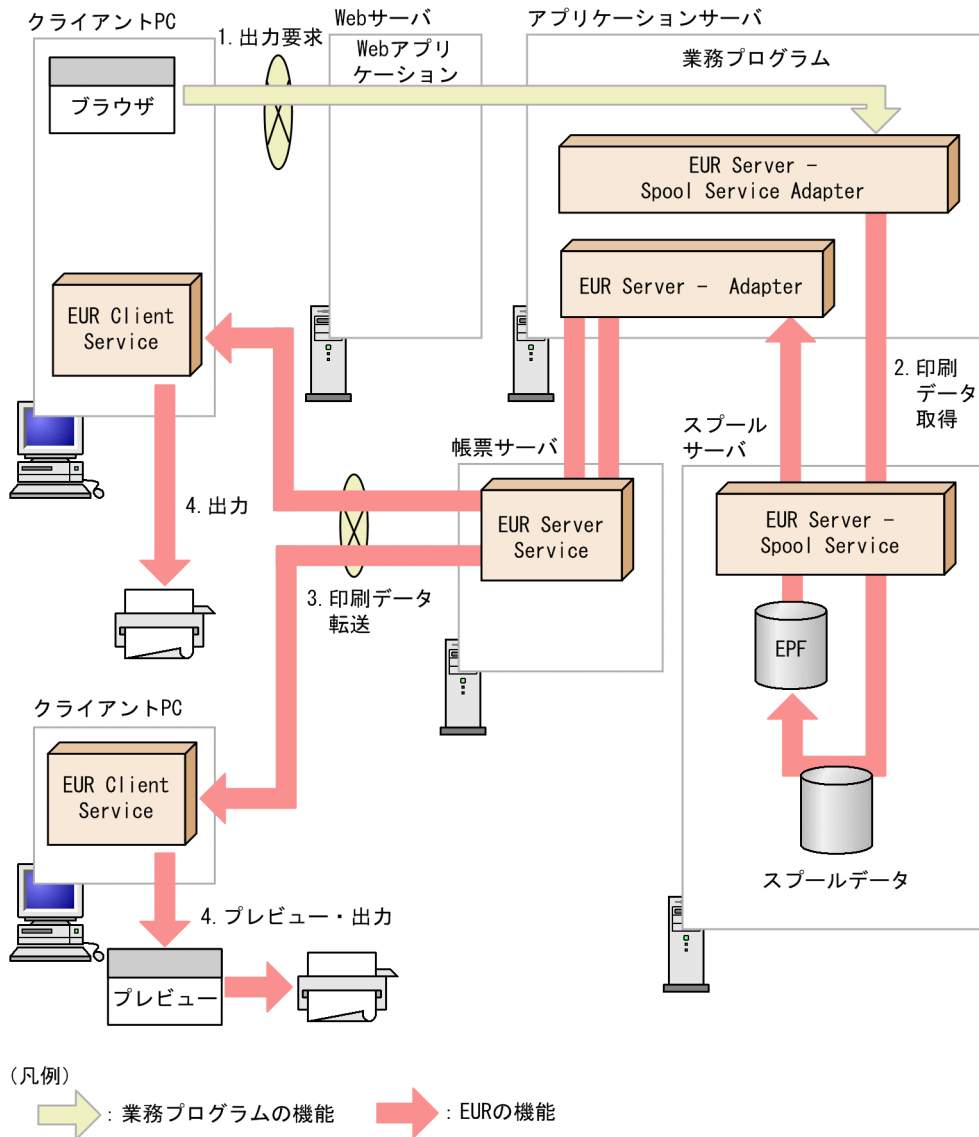 クライアントPC
Webサーバ
アプリケーションサーバ
1. 出力要求
Webアプリ
ケーション
業務プログラム
ブラウザ
EUR Server －
Spool Service Adapter
EUR Server － Adapter
EUR Client
Service
2. 印刷
データ
取得
スプール
サーバ
帳票サーバ
4. 出力
EUR Server
Service
EUR Server －
Spool Service
3. 印刷データ
転送
EPF
クライアントPC
EUR Client
Service
スプールデータ
4. プレビュー・出力
プレビュー
(凡例)
: 業務プログラムの機能
: EURの機能